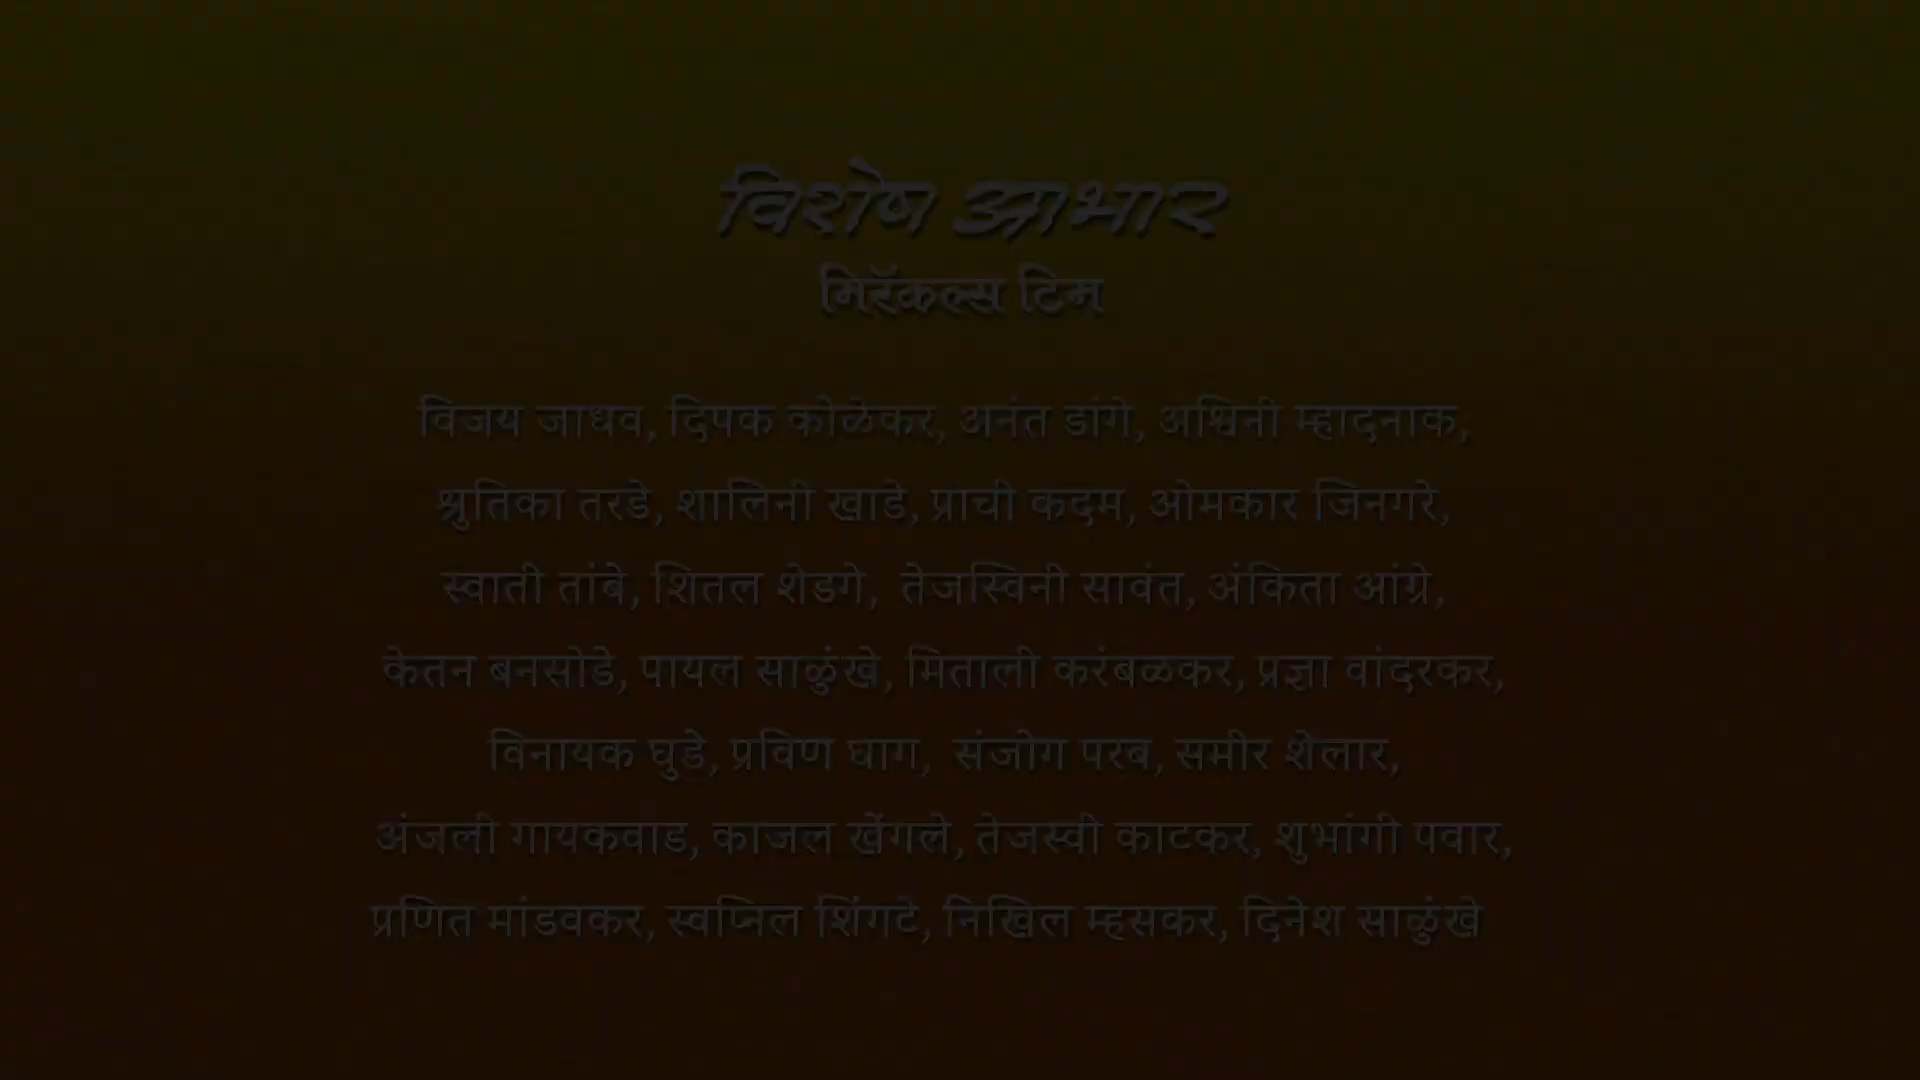 विशेष आभार
मिरॅकल्स टिम
विजय जाधव, दिपक कोळेकर, अनंत डांगे, अश्विनी म्हादनाक,
श्रुतिका तरडे, शालिनी खाडे, प्राची कदम, ओमकार जिनगरे,
स्वाती तांबे, शितल शेडगे, तेजस्विनी सावंत, अंकिता आंग्रे,
केतन बनसोडे, पायल साळुंखे, मिताली करंबळकर, प्रज्ञा वांदरकर,
विनायक घुडे, प्रविण घाग, संजोग परब, समीर शेलार,
अंजली गायकवाड, काजल खेंगले, तेजस्वी काटकर, शुभांगी पवार,
प्रणित मांडवकर, स्वप्निल शिंगटे, निखिल म्हसकर, दिनेश साळुंखे